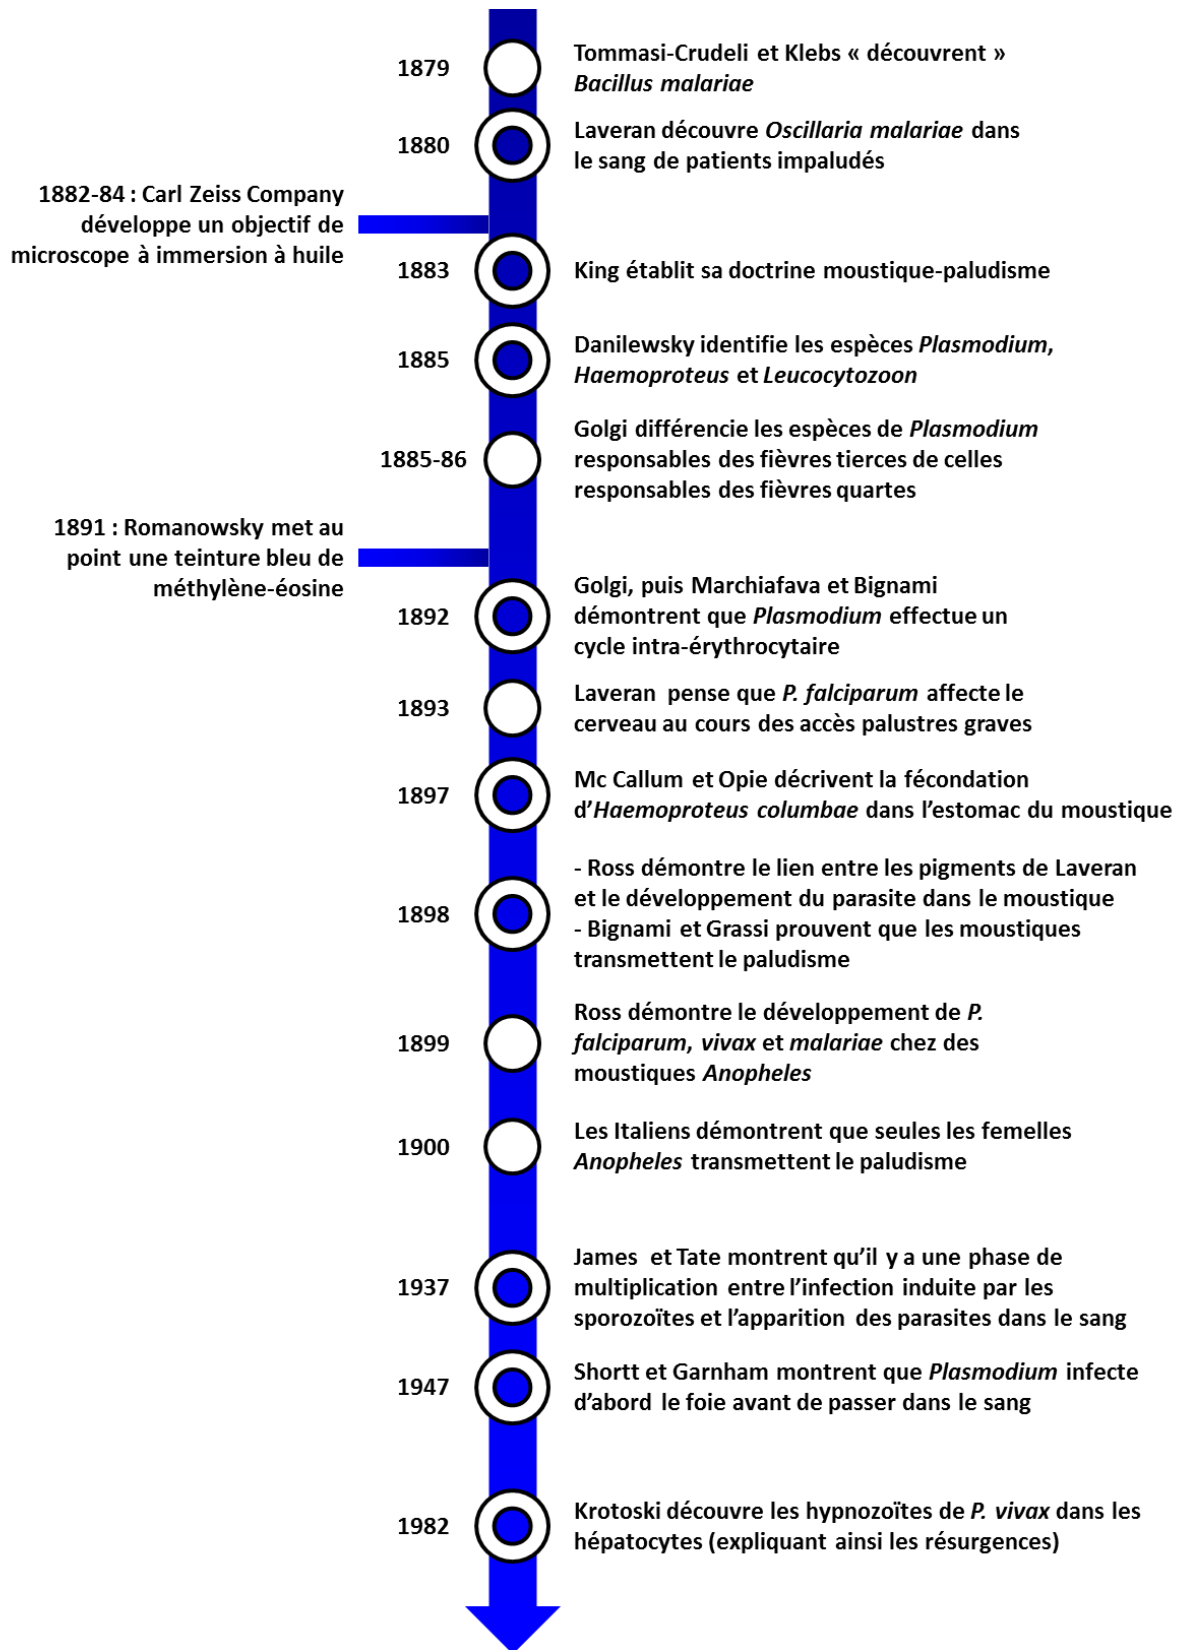 1879
Tommasi-Crudeli et Klebs « découvrent »
Bacillus malariae
1880
Laveran découvre Oscillaria malariae dans
le sang de patients impaludés
1882-84 : Carl Zeiss Company
développe un objectif de
microscope à immersion à huile
1883
King établit sa doctrine moustique-paludisme
1885
Danilewsky identifie les espèces Plasmodium,
Haemoproteus et Leucocytozoon
1885-86
Golgi différencie les espèces de Plasmodium
responsables des fièvres tierces de celles
responsables des fièvres quartes
1891 : Romanowsky met au
point une teinture bleu de
méthylène-éosine
1892
Golgi, puis Marchiafava et Bignami
démontrent que Plasmodium effectue un
cycle intra-érythrocytaire
1893
Laveran pense que P. falciparum affecte le
cerveau au cours des accès palustres graves
1897
Mc Callum et Opie décrivent la fécondation
d’Haemoproteus columbae dans l’estomac du moustique
1898
- Ross démontre le lien entre les pigments de Laveran
et le développement du parasite dans le moustique
- Bignami et Grassi prouvent que les moustiques
transmettent le paludisme
1899
Ross démontre le développement de P.
falciparum, vivax et malariae chez des
moustiques Anopheles
1900
Les Italiens démontrent que seules les femelles
Anopheles transmettent le paludisme
1937
James et Tate montrent qu’il y a une phase de
multiplication entre l’infection induite par les
sporozoïtes et l’apparition des parasites dans le sang
1947
Shortt et Garnham montrent que Plasmodium infecte
d’abord le foie avant de passer dans le sang
1982
Krotoski découvre les hypnozoïtes de P. vivax dans les
hépatocytes (expliquant ainsi les résurgences)